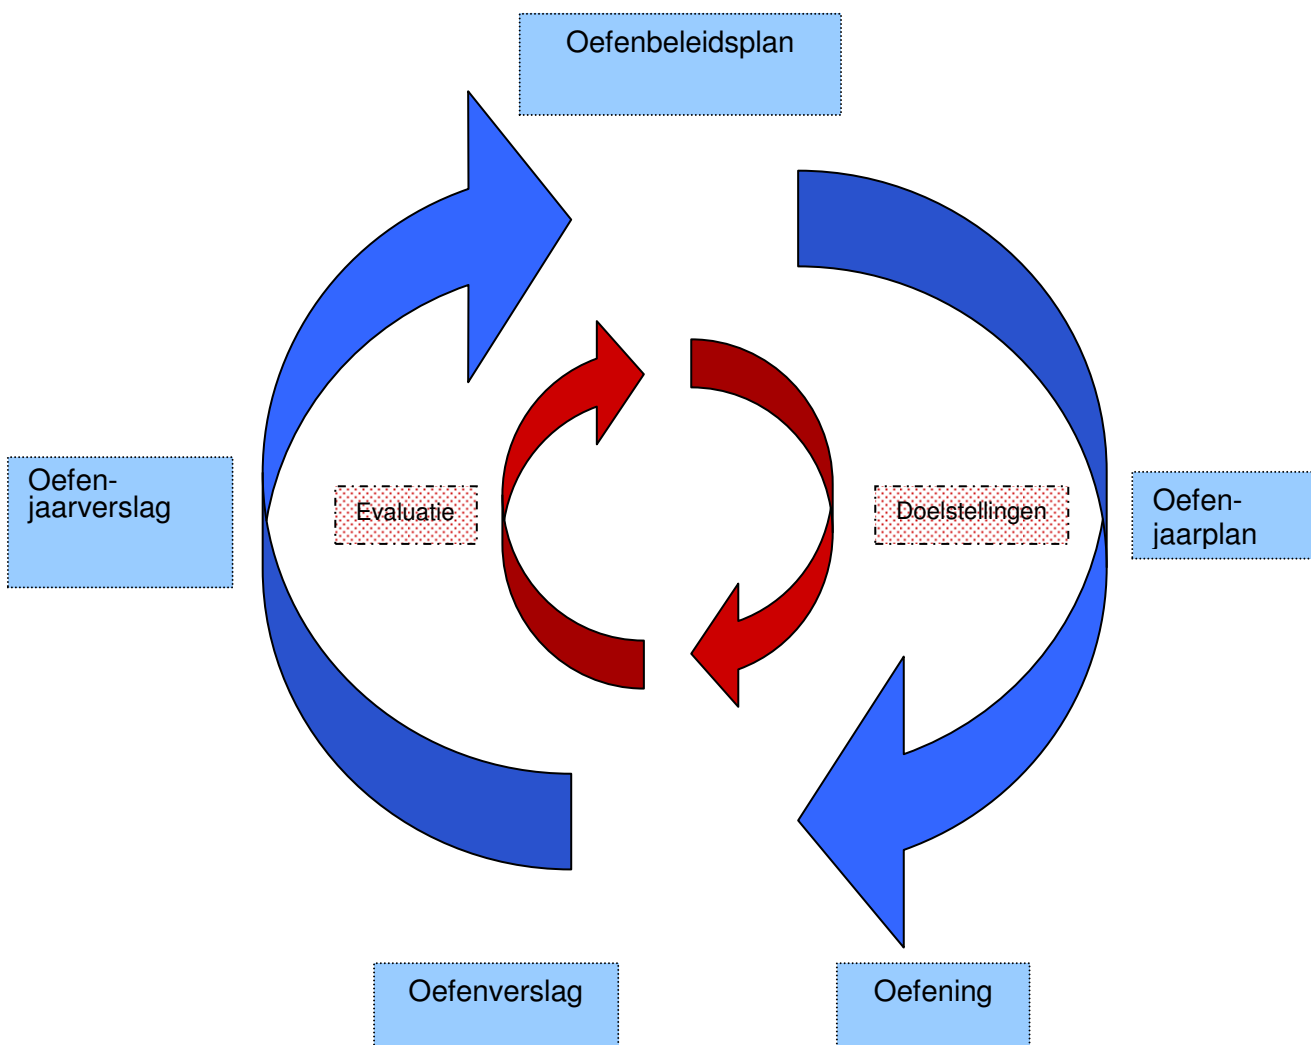 Oefenbeleidsplan
Oefen-
jaarverslag
Evaluatie
Doelstellingen
Oefen-
jaarplan
Oefenverslag
Oefening